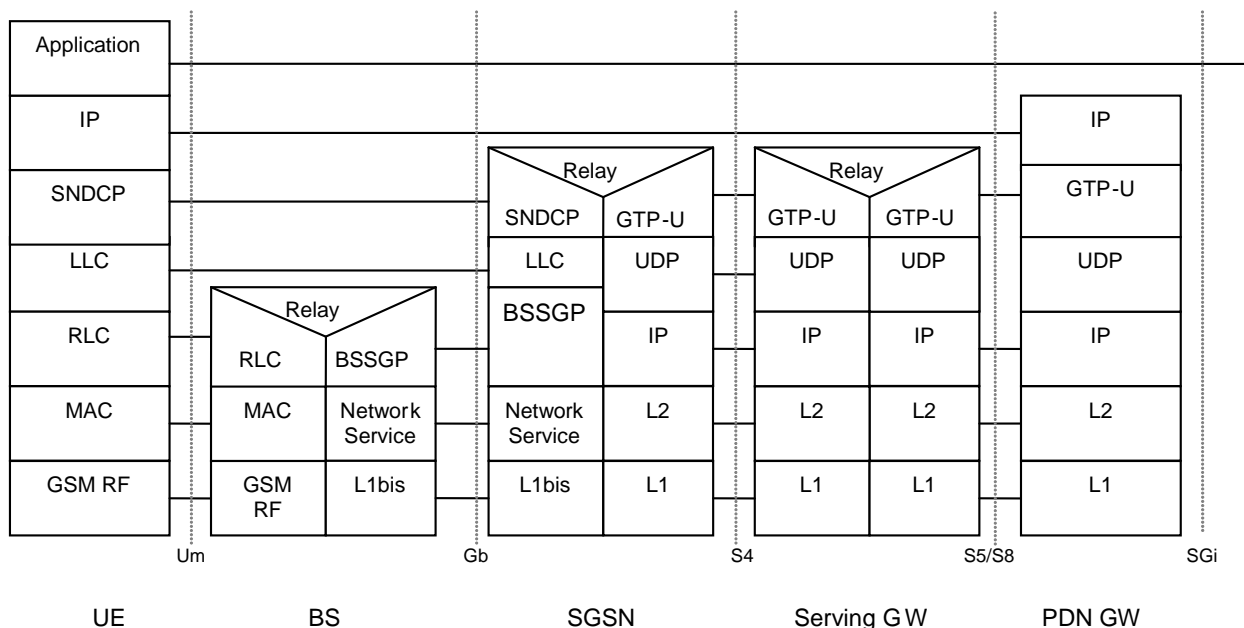 Application
IP
IP
Relay
Relay
SNDCP
GTP-U
SNDCP
GTP-U
GTP-U
GTP-U
LLC
LLC
UDP
UDP
UDP
UDP
Relay
BSSGP
RLC
IP
IP
IP
IP
RLC
BSSGP
MAC
MAC
Network
Service
Network
Service
L2
L2
L2
L2
GSM RF
GSM
RF
L1bis
L1bis
L1
L1
L1
L1
Um
Gb
S4
S5/S8
SGi
UE
BS
SGSN
Serving GW
PDN GW